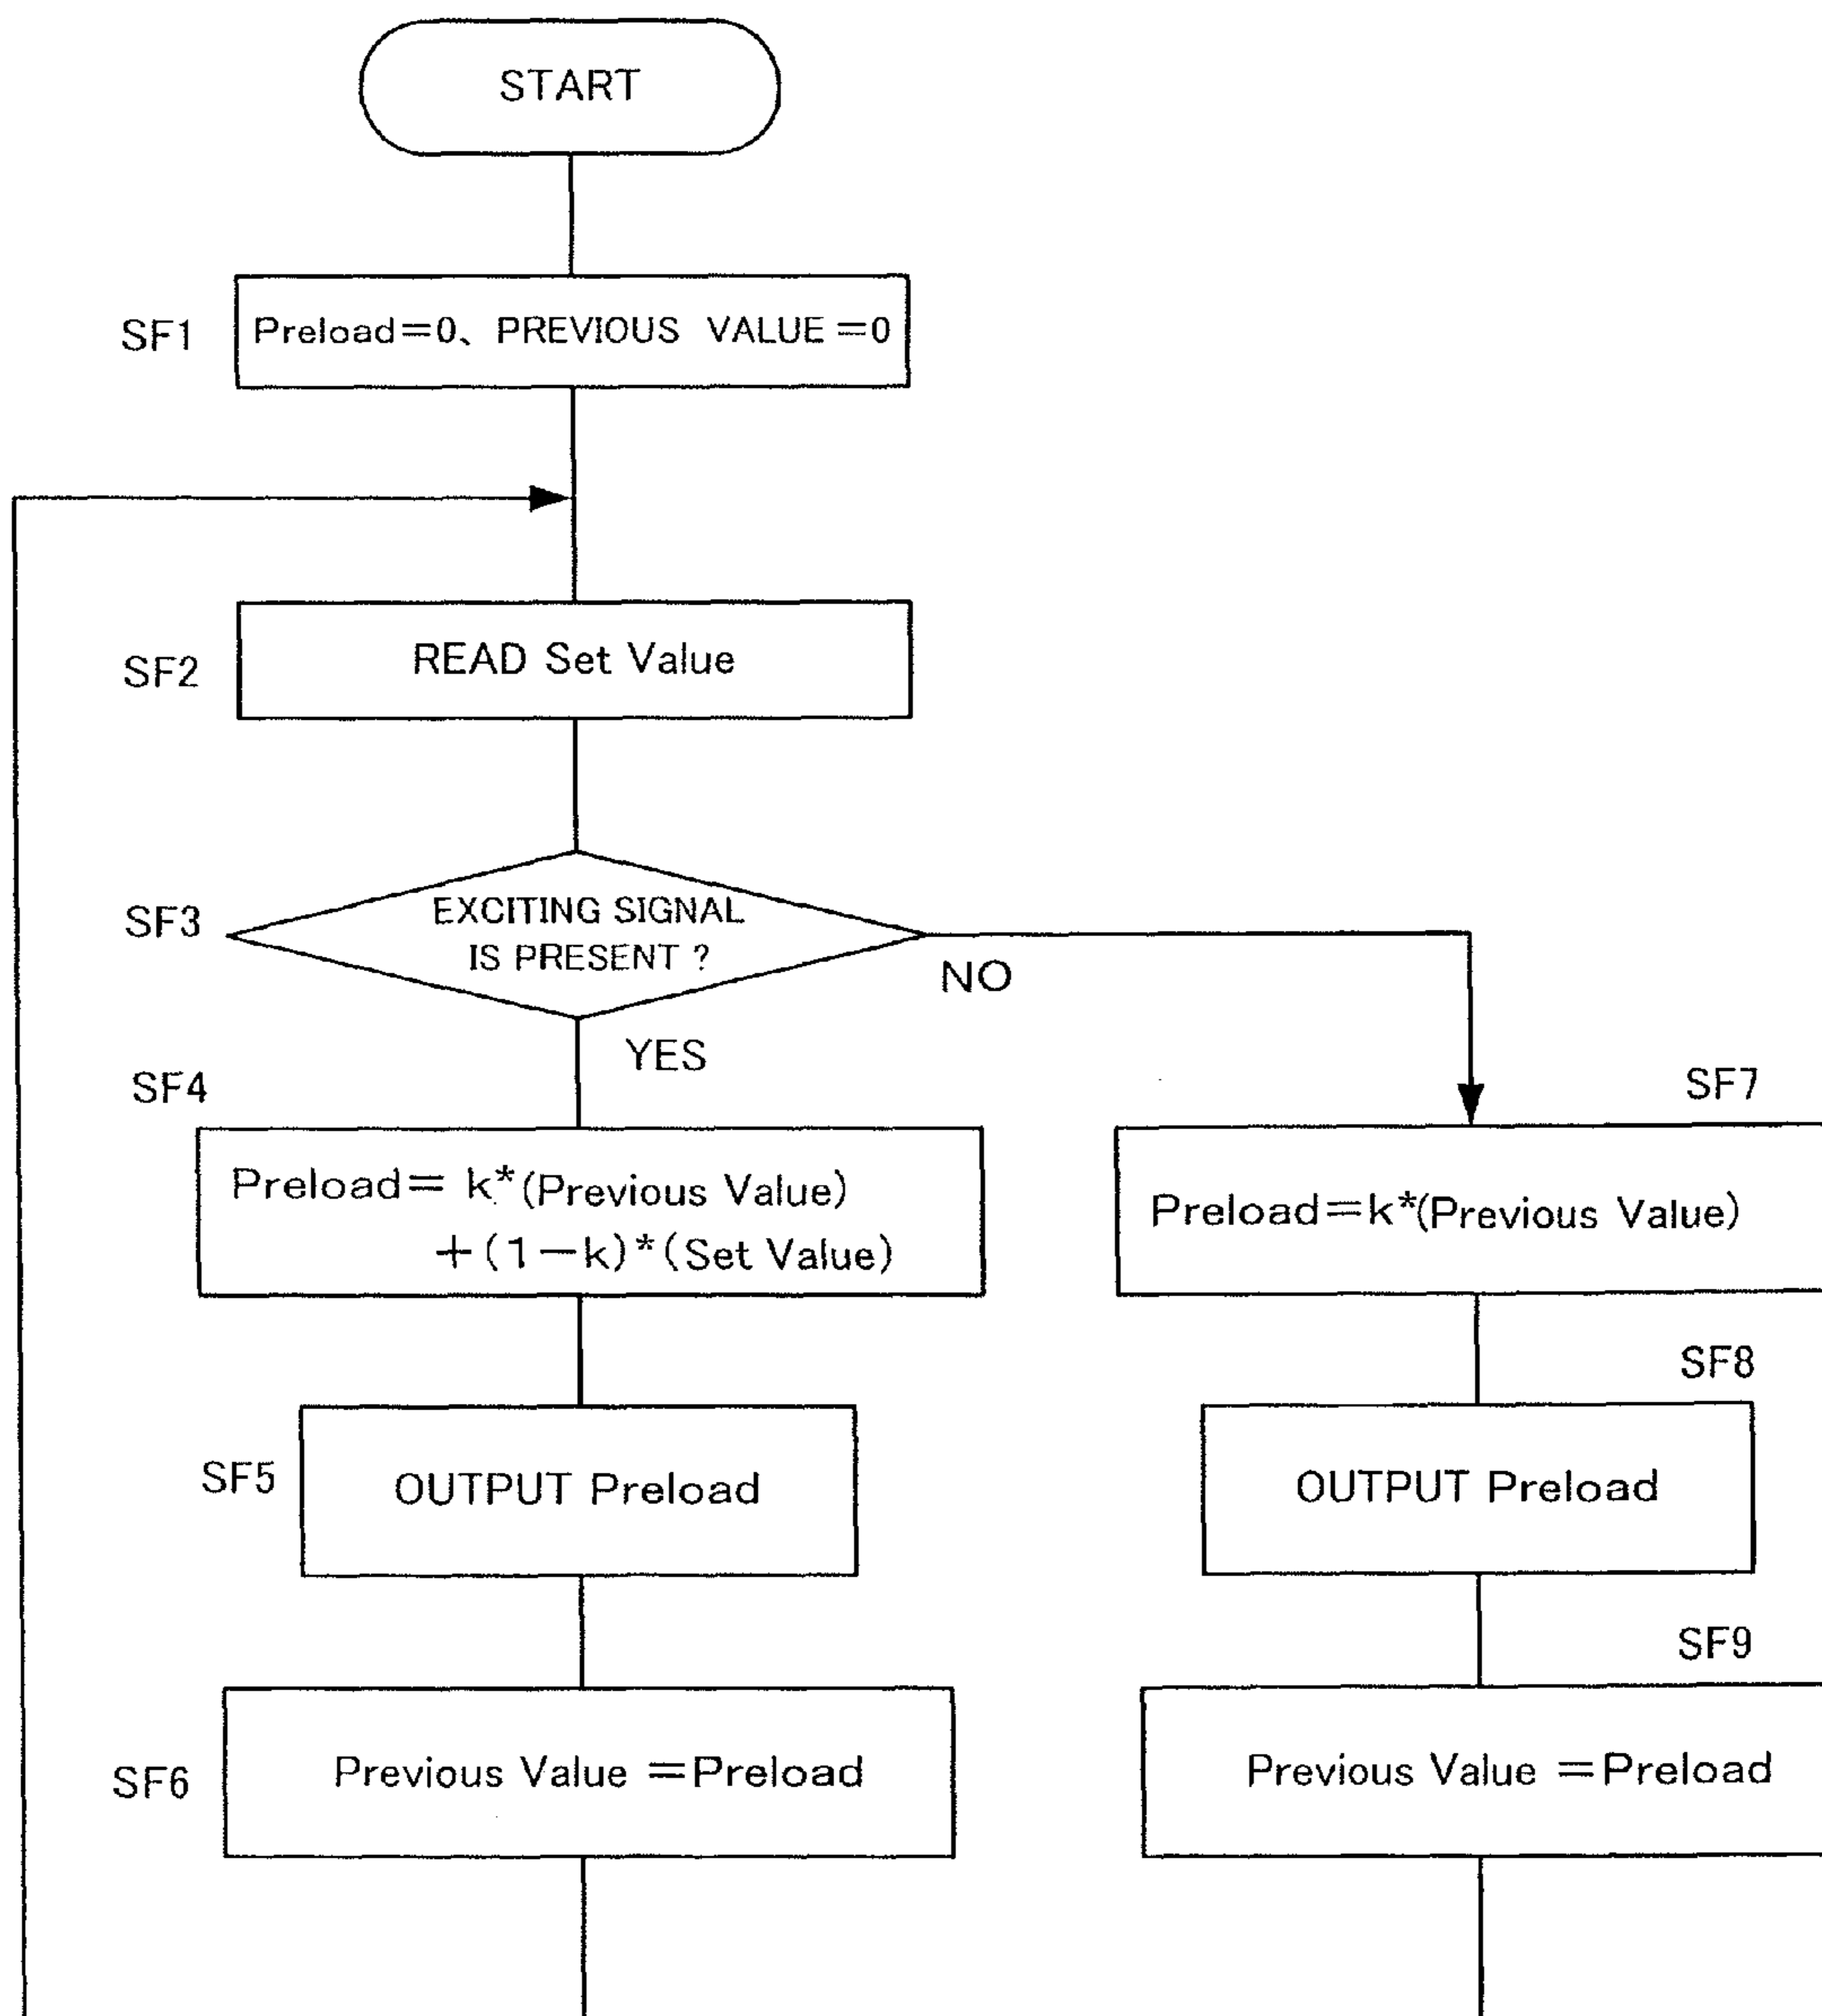 START
SF1
Preload=0、PREVIOUS VALUE=0
SF2
READ Set Value
SF3
EXCITING SIGNAL
IS PRESENT ?
NO
YES
SF4
Preload= k*(Previous Value)
+(1-k)*(Set Value)
SF7
Preload=k*(Previous Value)
SF5
OUTPUT Preload
SF8
OUTPUT Preload
SF6
Previous Value =Preload
SF9
Previous Value =Preload